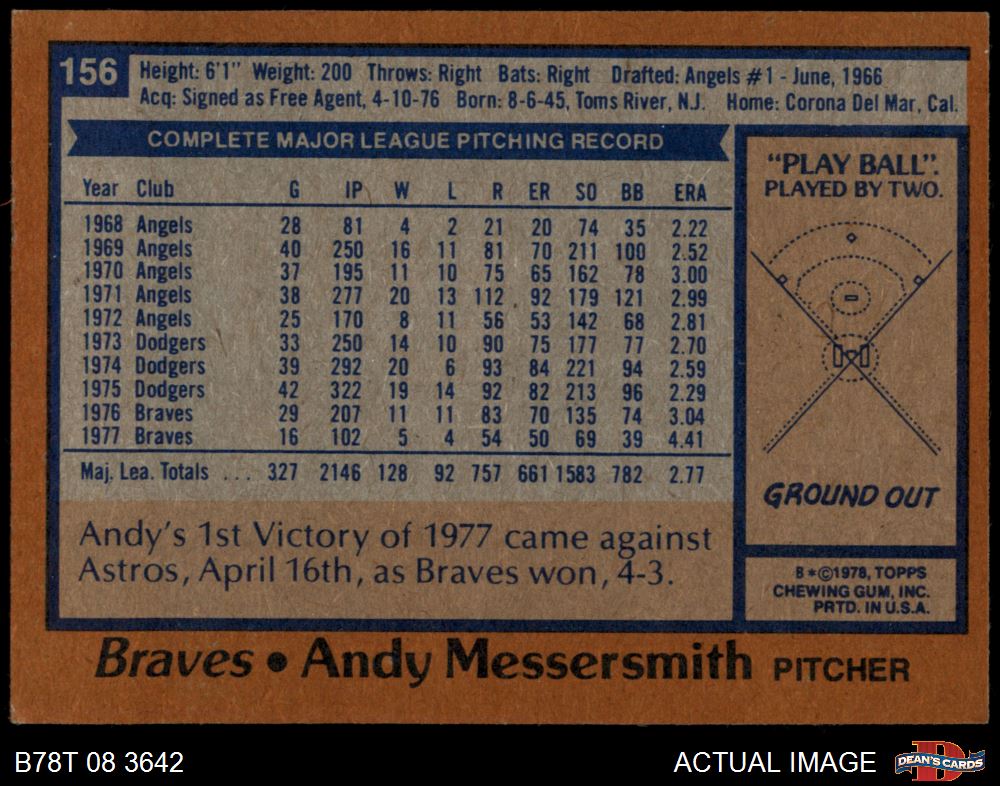 156
Height: 6'1" Weight: 200 Throws: Right Bats: Right Drafted: Angels #1 - June, 1966
Acq: Signed as Free Agent, 4-10-76 Born: 8-6-45, Toms River, N.J. Home: Corona Del Mar, Cal.
COMPLETE MAJOR LEAGUE PITCHING RECORD
Year Club G IP W L R ER SO BB ERA
1968 Angels 28 81 4 2 21 20 74 35 2.22
1969 Angels 40 250 16 11 81 70 211 100 2.52
1970 Angels 37 195 11 10 75 65 162 78 3.00
1971 Angels 38 277 20 13 112 92 179 121 2.99
1972 Angels 25 170 8 11 56 53 142 68 2.81
1973 Dodgers 33 250 14 10 90 75 177 77 2.70
1974 Dodgers 39 292 20 6 93 84 221 94 2.59
1975 Dodgers 42 322 19 14 92 82 213 96 2.29
1976 Braves 29 207 11 11 83 70 135 74 3.04
1977 Braves 16 102 5 4 54 50 69 39 4.41
Maj. Lea. Totals ... 327 2146 128 92 757 661 1583 782 2.77
Andy's 1st Victory of 1977 came against
Astros, April 16th, as Braves won, 4-3.
"PLAY BALL".
PLAYED BY TWO.
GROUND OUT
B*©1978, TOPPS
CHEWING GUM, INC.
PRTD. IN U.S.A.
Braves • Andy Messersmith PITCHER
B78T 08 3642
ACTUAL IMAGE
D
DEAN'S CARDS